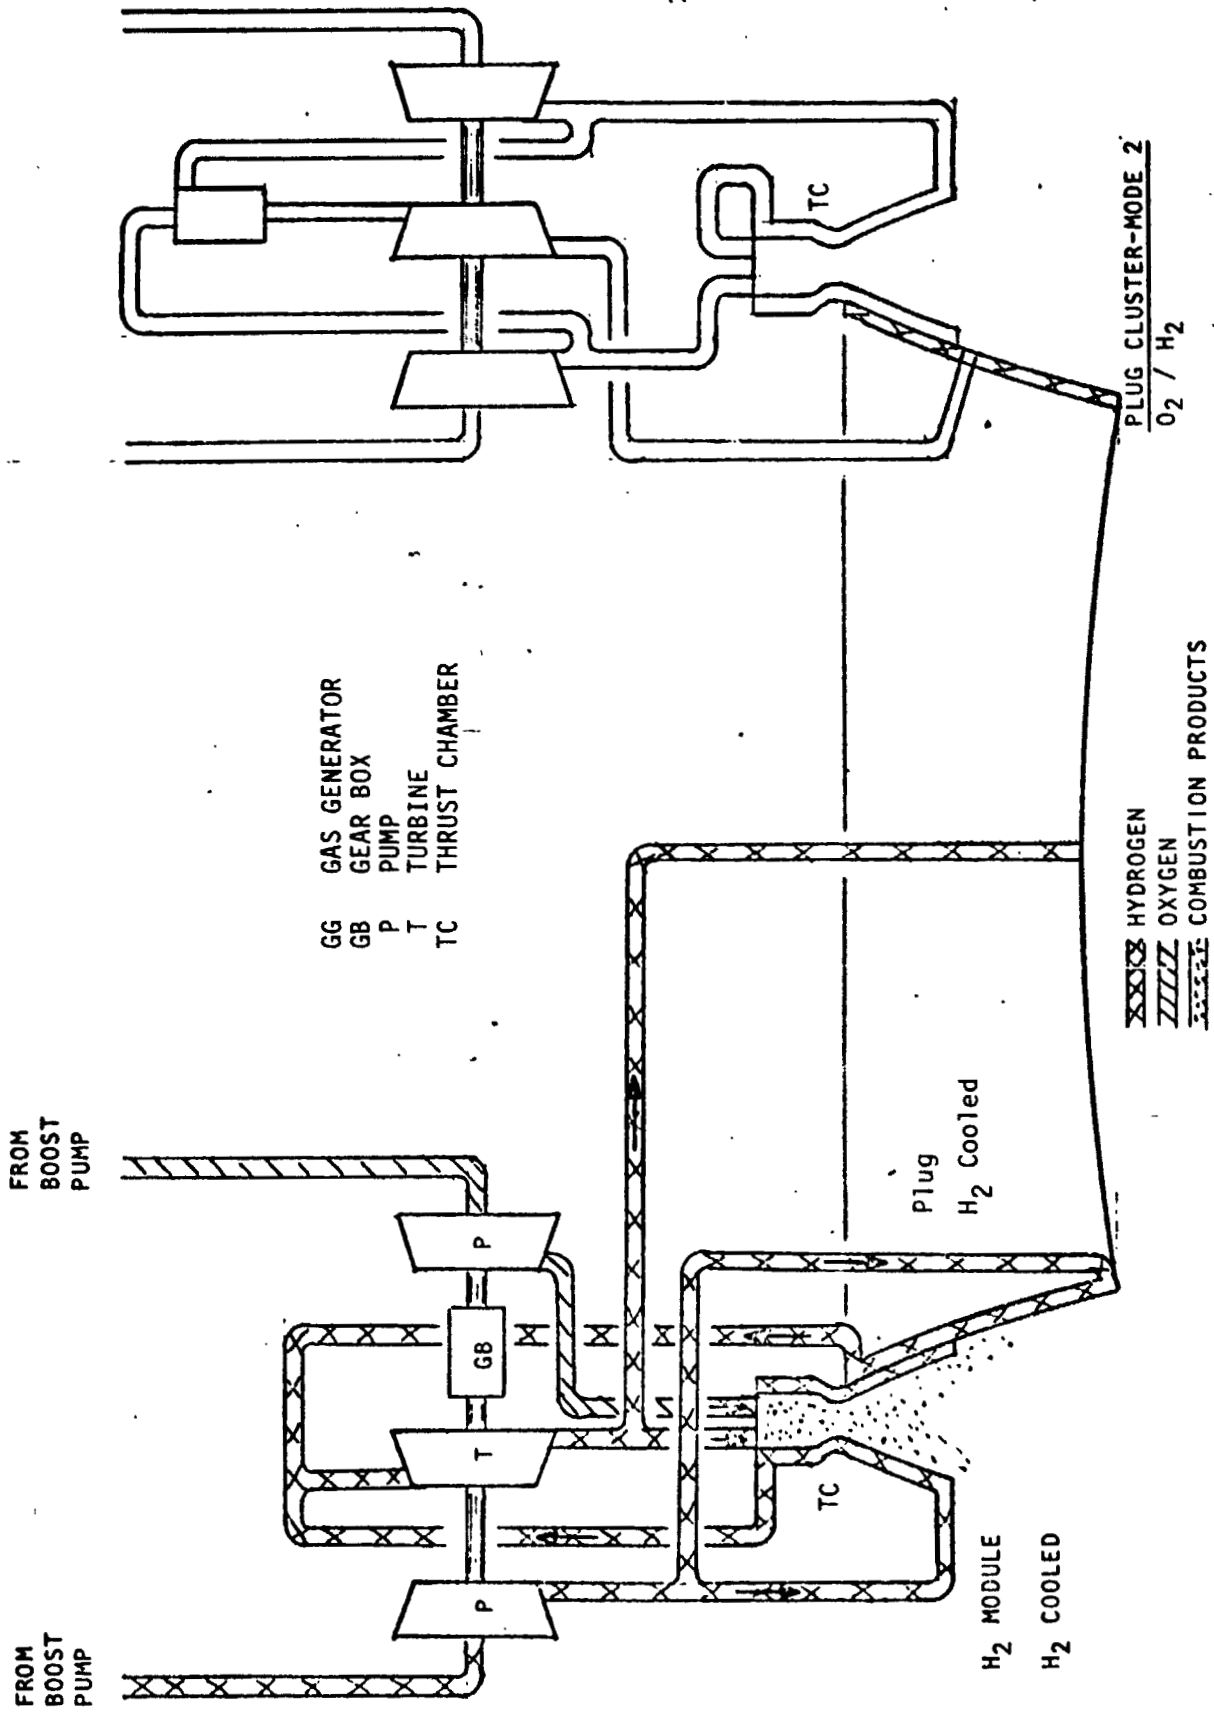 FROM
BOOST
PUMP
FROM
BOOST
PUMP
GG GAS GENERATOR
GB GEAR BOX
P PUMP
T TURBINE
TC THRUST CHAMBER
P
T
GB
P
TC
TC
Plug
H2 Cooled
H2 MODULE
H2 COOLED
PLUG CLUSTER-MODE 2
O2 / H2
HYDROGEN
OXYGEN
COMBUSTION PRODUCTS